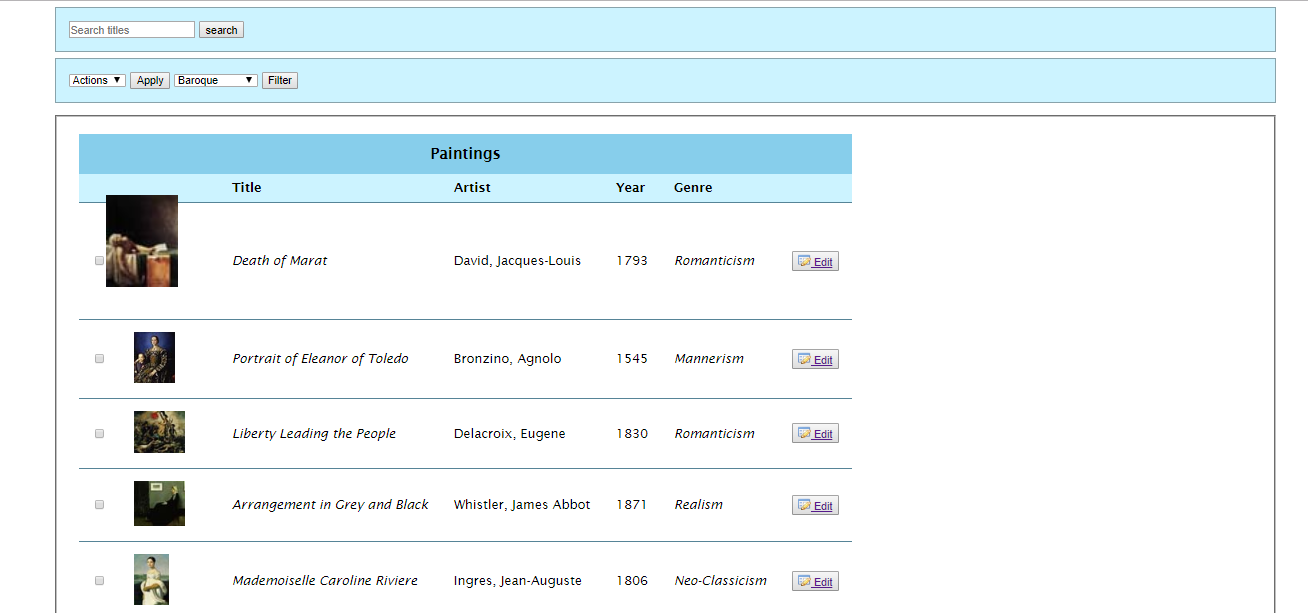 Search titles search
Actions ▼ Apply Baroque ▼ Filter
Paintings
Title Artist Year Genre
Death of Marat David, Jacques-Louis 1793 Romanticism Edit
Portrait of Eleanor of Toledo Bronzino, Agnolo 1545 Mannerism Edit
Liberty Leading the People Delacroix, Eugene 1830 Romanticism Edit
Arrangement in Grey and Black Whistler, James Abbot 1871 Realism Edit
Mademoiselle Caroline Riviere Ingres, Jean-Auguste 1806 Neo-Classicism Edit